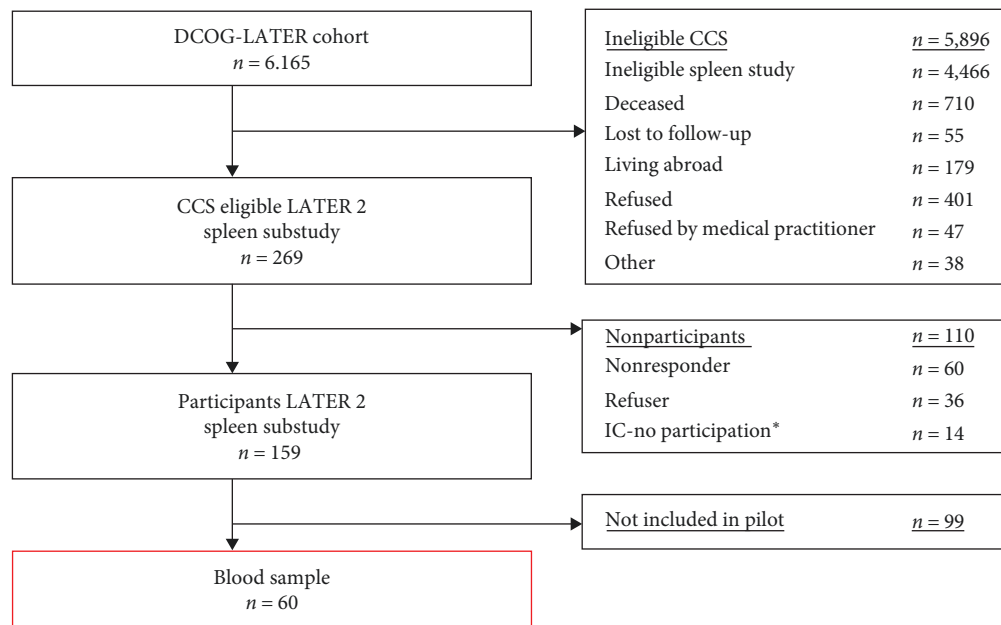 DCOG-LATER cohort
n = 6.165
Ineligible CCS n = 5,896
Ineligible spleen study n = 4,466
Deceased n = 710
Lost to follow-up n = 55
Living abroad n = 179
Refused n = 401
Refused by medical practitioner n = 47
Other n = 38
CCS eligible LATER 2
spleen substudy
n = 269
Nonparticipants n = 110
Nonresponder n = 60
Refuser n = 36
IC-no participation* n = 14
Participants LATER 2
spleen substudy
n = 159
Not included in pilot n = 99
Blood sample
n = 60